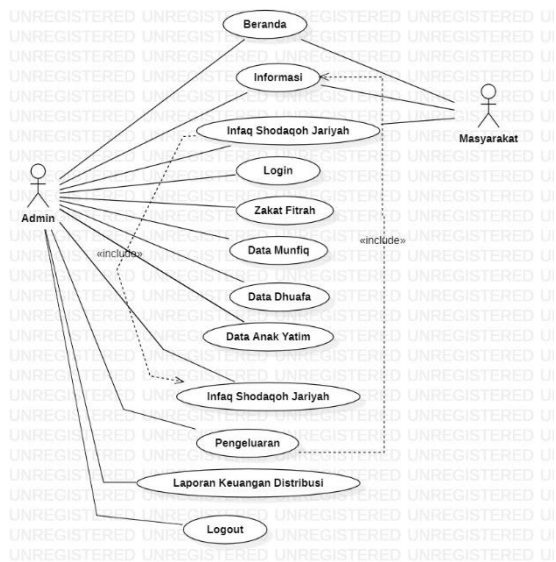 Beranda
Informasi
Infaq Shodaqoh Jariyah
Masyarakat
Login
Admin
Zakat Fitrah
«include»
Data Munfiq
«include»
Data Dhuafa
Data Anak Yatim
Infaq Shodaqoh Jariyah
Pengeluaran
Laporan Keuangan Distribusi
Logout
UNREGISTERED